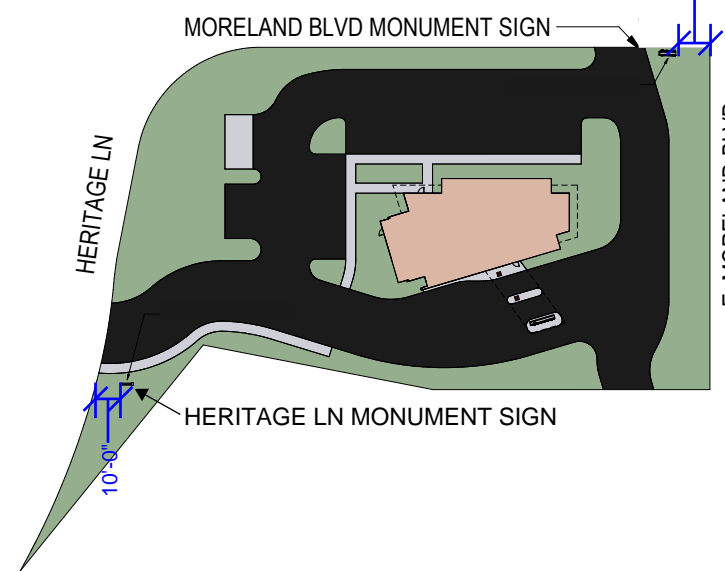 MORELAND BLVD MONUMENT SIGN
HERITAGE LN
HERITAGE LN MONUMENT SIGN
10'-0"